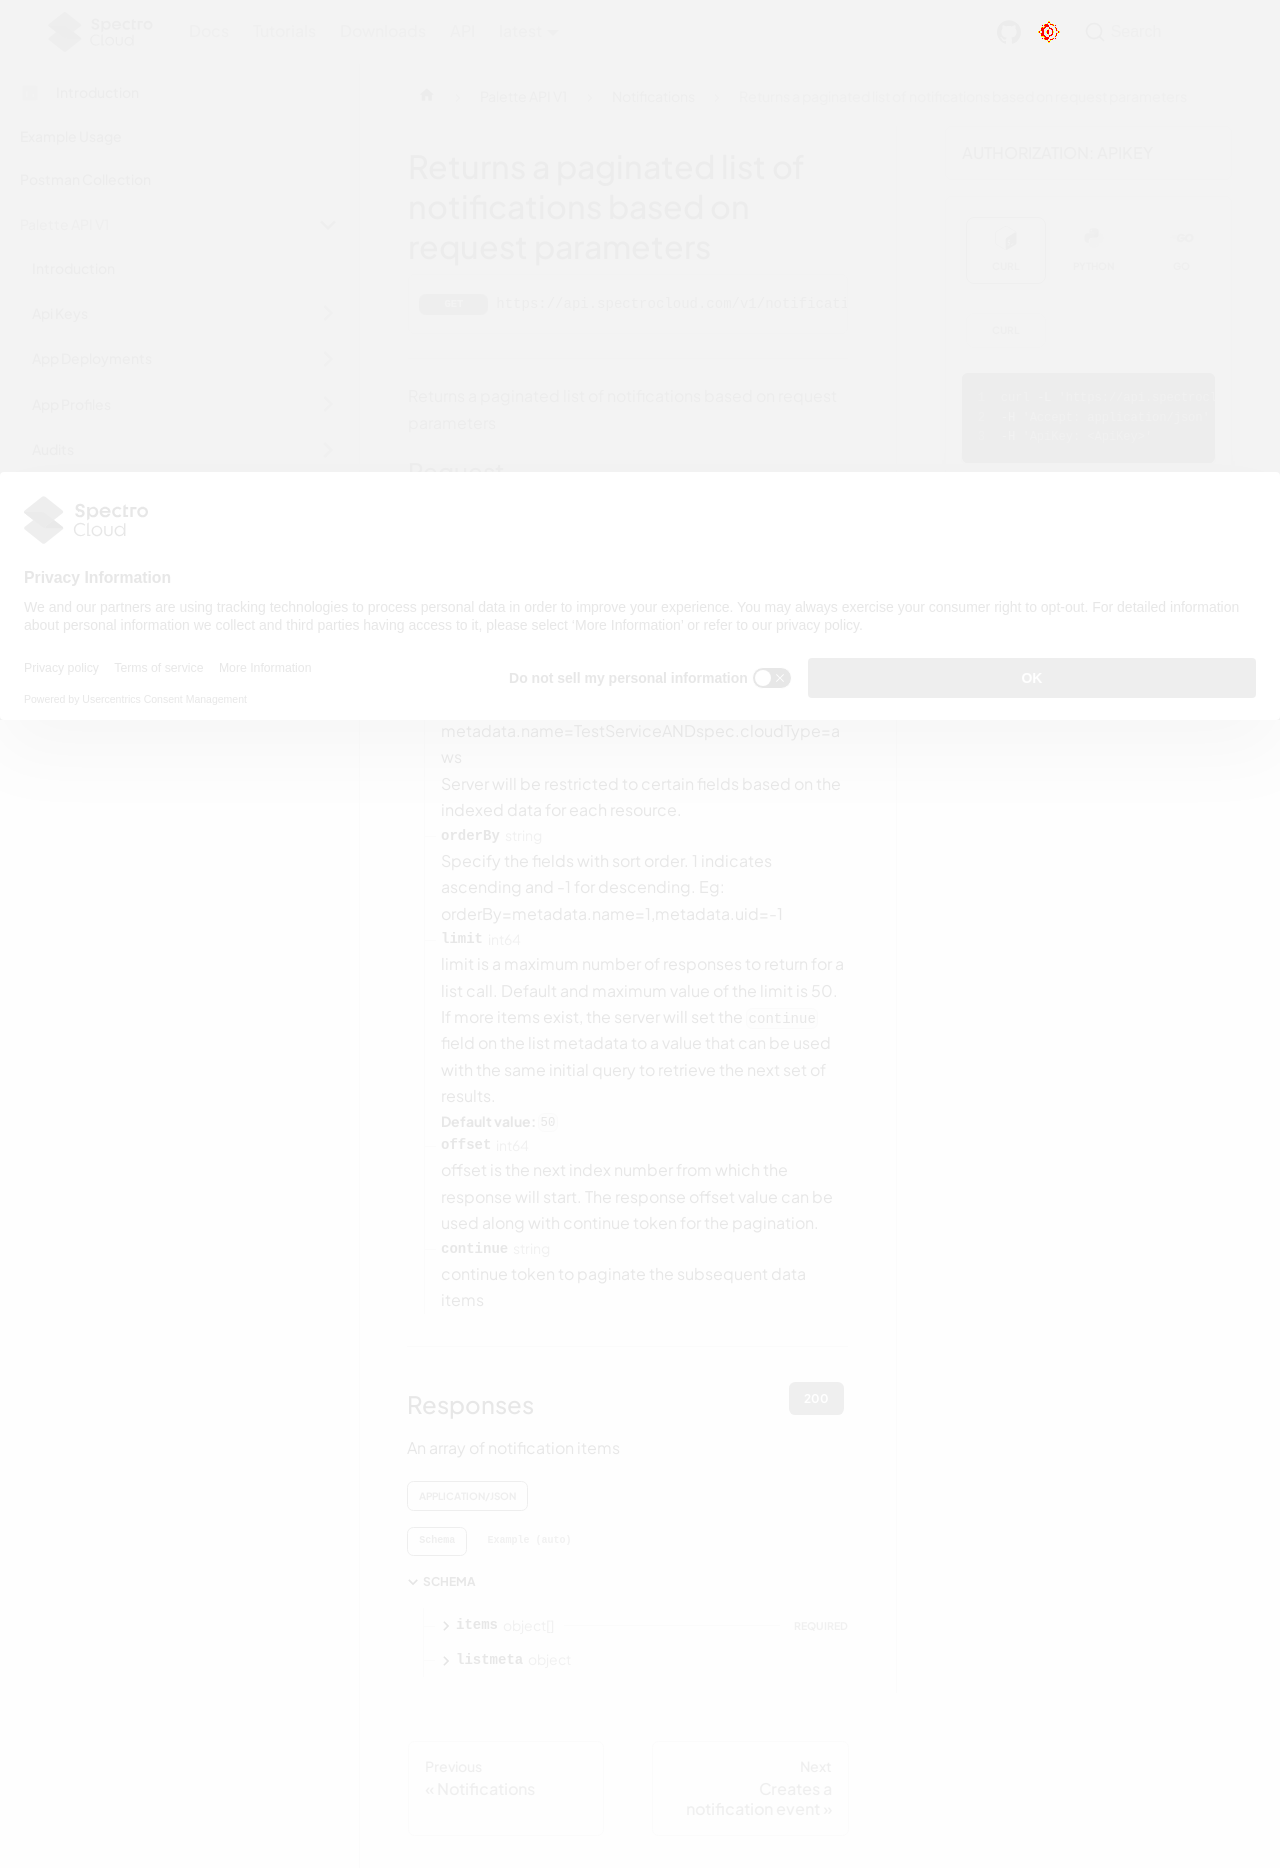 Spectro
Cloud
Docs Tutorials Downloads API latest
Search
Introduction
Example Usage
Postman Collection
Palette API V1
Introduction
Api Keys
App Deployments
App Profiles
Audits
Palette API V1
Notifications
Returns a paginated list of notifications based on request parameters
Returns a paginated list of
notifications based on
request parameters
GET https://api.spectrocloud.com/v1/notificati
Returns a paginated list of notifications based on request
parameters
Request
AUTHORIZATION: APIKEY
CURL PYTHON GO
CURL
Spectro
Cloud
Privacy Information
We and our partners are using tracking technologies to process personal data in order to improve your experience. You may always exercise your consumer right to opt-out. For detailed information
about personal information we collect and third parties having access to it, please select 'More Information' or refer to our privacy policy.
Privacy policy Terms of service More Information
Powered by Usercentrics Consent Management
Do not sell my personal information
OK
metadata.name=TestServiceANDspec.cloudType=a
ws
Server will be restricted to certain fields based on the
indexed data for each resource.
orderBy string
Specify the fields with sort order. 1 indicates
ascending and -1 for descending. Eg:
orderBy=metadata.name=1,metadata.uid=-1
limit int64
limit is a maximum number of responses to return for a
list call. Default and maximum value of the limit is 50.
If more items exist, the server will set the continue
field on the list metadata to a value that can be used
with the same initial query to retrieve the next set of
results.
Default value: 50
offset int64
offset is the next index number from which the
response will start. The response offset value can be
used along with continue token for the pagination.
continue string
continue token to paginate the subsequent data
items
Responses
200
An array of notification items
APPLICATION/JSON
Schema Example (auto)
SCHEMA
items object[] REQUIRED
listmeta object
Previous
« Notifications
Next
Creates a
notification event »